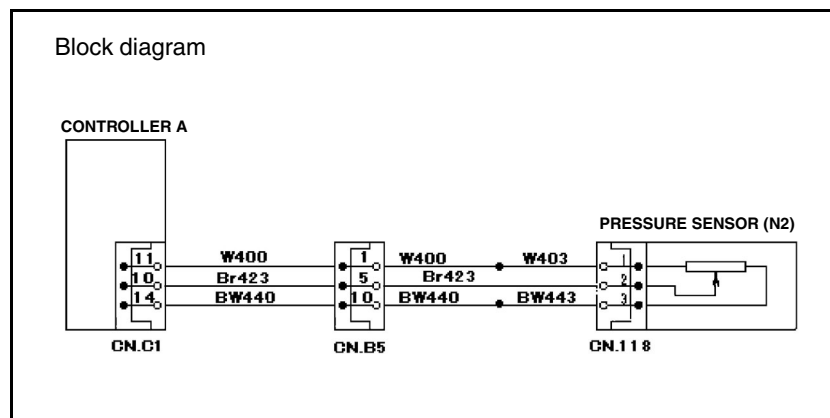 Block diagram
CONTROLLER A
PRESSURE SENSOR (N2)
11 W400 1 W400 W403 1
10 Br423 5 Br423 2
14 BW440 10 BW440 BW443 3
CN.C1 CN.B5 CN.118